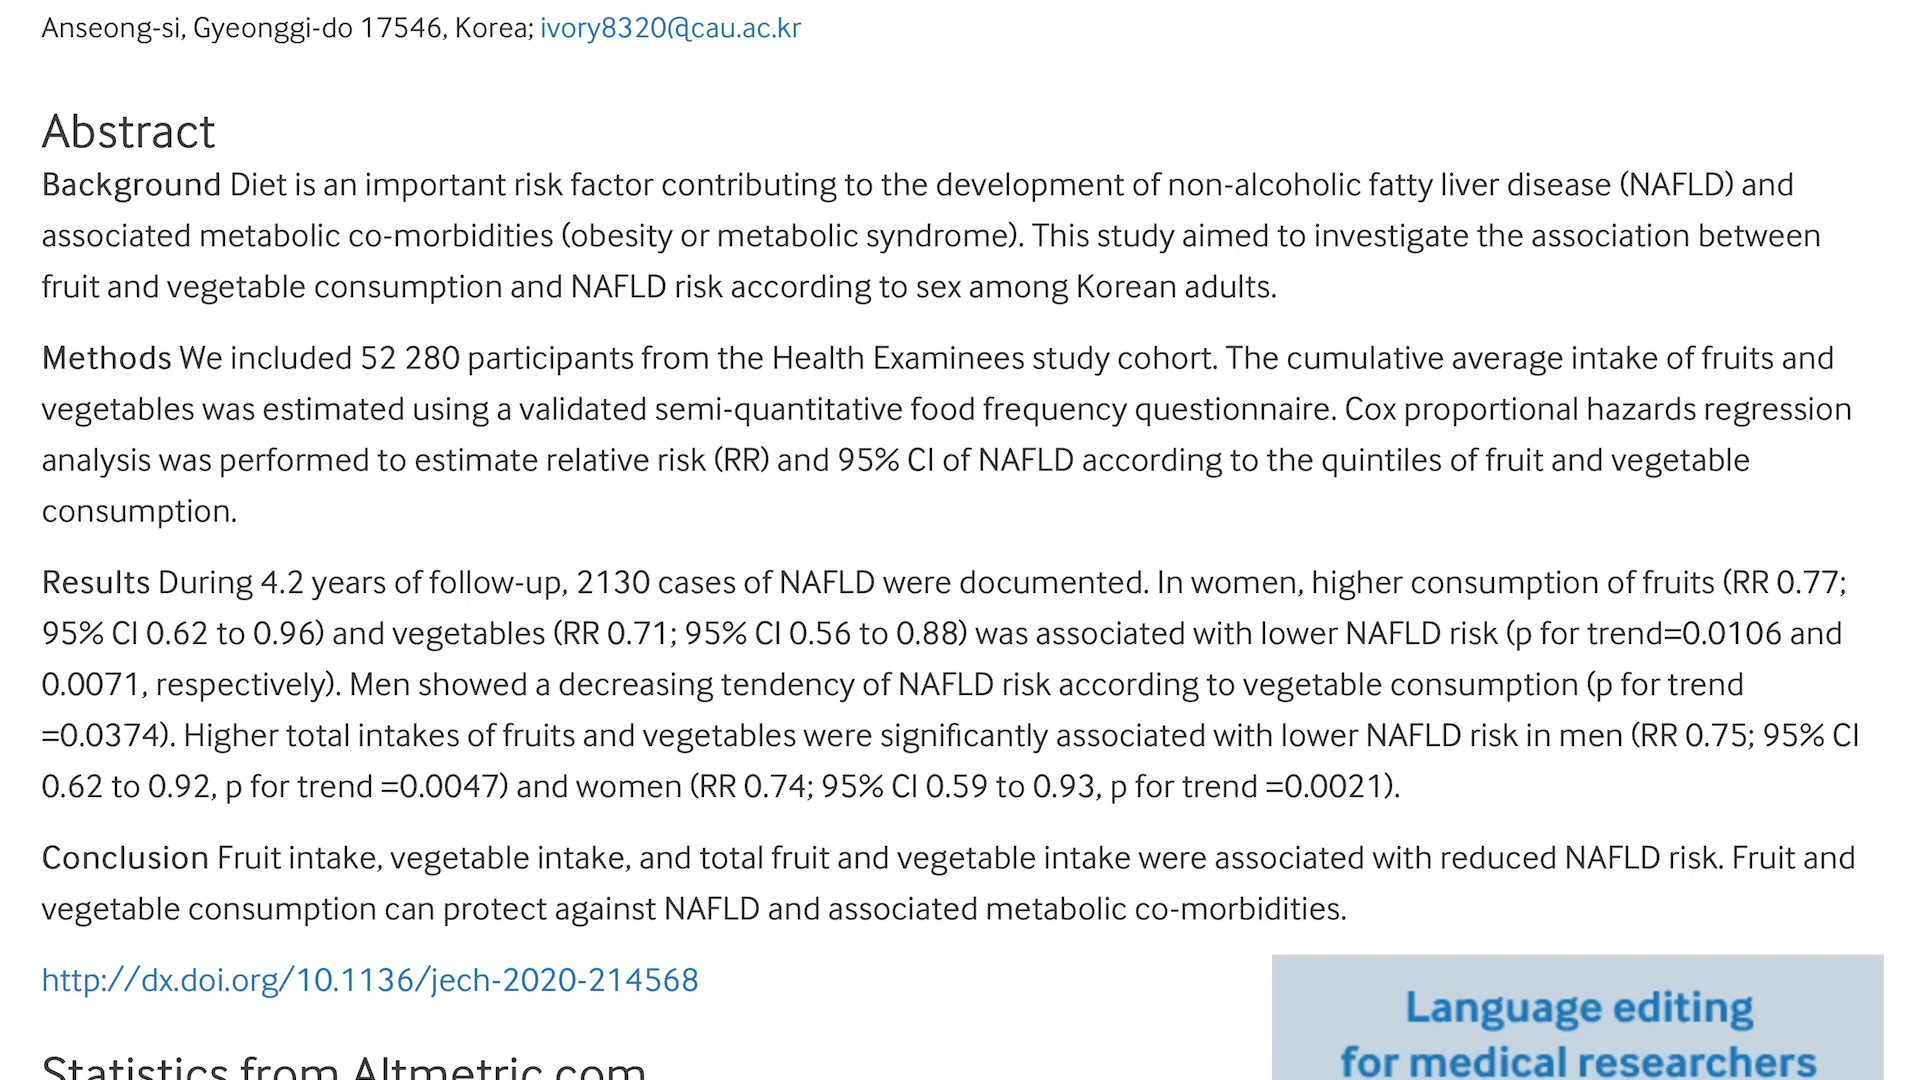 Anseong-si, Gyeonggi-do 17546, Korea; ivory8320@cau.ac.kr
Abstract
Background Diet is an important risk factor contributing to the development of non-alcoholic fatty liver disease (NAFLD) and
associated metabolic co-morbidities (obesity or metabolic syndrome). This study aimed to investigate the association between
fruit and vegetable consumption and NAFLD risk according to sex among Korean adults.
Methods We included 52 280 participants from the Health Examinees study cohort. The cumulative average intake of fruits and
vegetables was estimated using a validated semi-quantitative food frequency questionnaire. Cox proportional hazards regression
analysis was performed to estimate relative risk (RR) and 95% CI of NAFLD according to the quintiles of fruit and vegetable
consumption.
Results During 4.2 years of follow-up, 2130 cases of NAFLD were documented. In women, higher consumption of fruits (RR 0.77;
95% CI 0.62 to 0.96) and vegetables (RR 0.71; 95% CI 0.56 to 0.88) was associated with lower NAFLD risk (p for trend=0.0106 and
0.0071, respectively). Men showed a decreasing tendency of NAFLD risk according to vegetable consumption (p for trend
=0.0374). Higher total intakes of fruits and vegetables were significantly associated with lower NAFLD risk in men (RR 0.75; 95% CI
0.62 to 0.92, p for trend =0.0047) and women (RR 0.74; 95% CI 0.59 to 0.93, p for trend =0.0021).
Conclusion Fruit intake, vegetable intake, and total fruit and vegetable intake were associated with reduced NAFLD risk. Fruit and
vegetable consumption can protect against NAFLD and associated metabolic co-morbidities.
http://dx.doi.org/10.1136/jech-2020-214568
Language editing
for medical researchers
Statistics from Altmetric.com